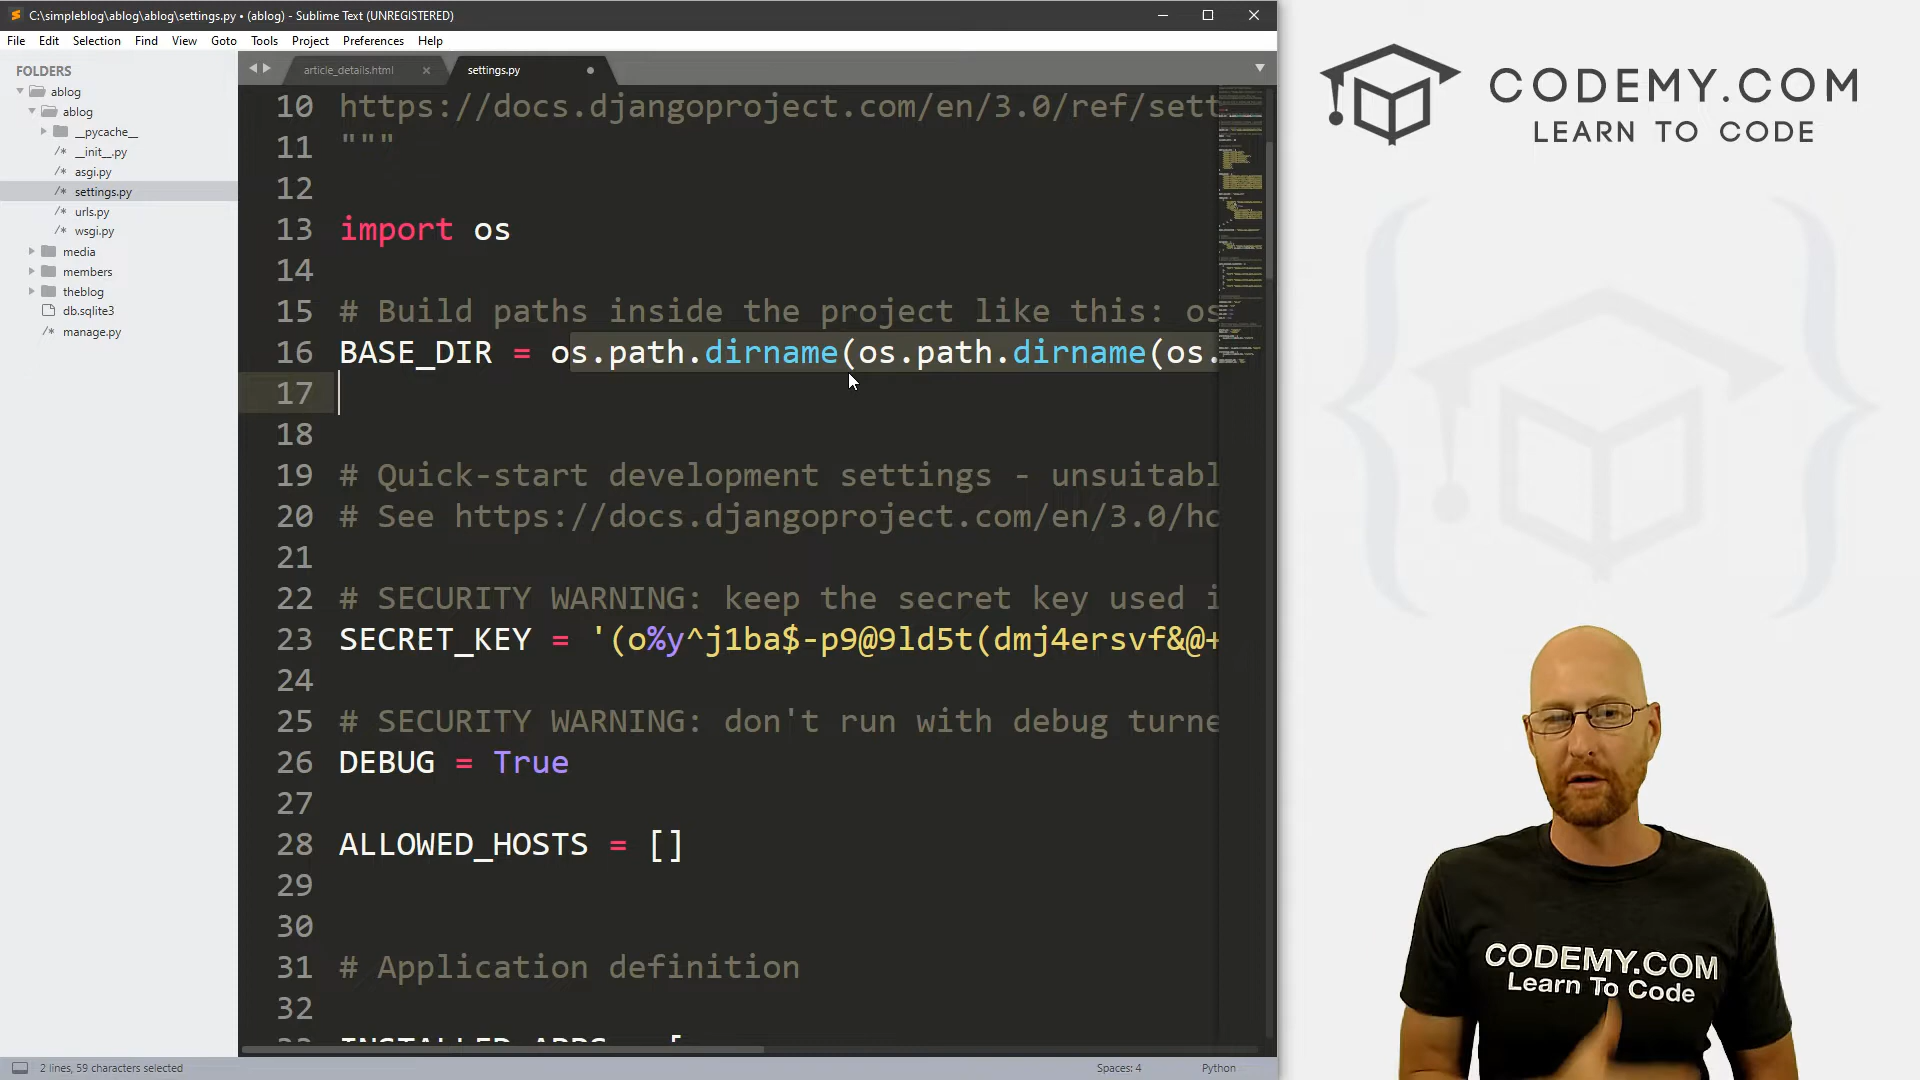 C:\simpleblog\ablog\ablog\settings.py • (ablog) - Sublime Text (UNREGISTERED)
File Edit Selection Find View Goto Tools Project Preferences Help
FOLDERS
ablog
ablog
__pycache__
__init__.py
asgi.py
settings.py
urls.py
wsgi.py
media
members
theblog
db.sqlite3
manage.py
article_details.html
settings.py
10 https://docs.djangoproject.com/en/3.0/ref/sett
11 """
12
13 import os
14
15 # Build paths inside the project like this: os
16 BASE_DIR = os.path.dirname(os.path.dirname(os.
17
18
19 # Quick-start development settings - unsuitabl
20 # See https://docs.djangoproject.com/en/3.0/ho
21
22 # SECURITY WARNING: keep the secret key used i
23 SECRET_KEY = '(o%y^j1ba$-p9@9ld5t(dmj4ersvf&@+
24
25 # SECURITY WARNING: don't run with debug turne
26 DEBUG = True
27
28 ALLOWED_HOSTS = []
29
30
31 # Application definition
32
33 INSTALLED_APPS = [
2 lines, 59 characters selected
Spaces: 4
Python
CODEMY.COM
LEARN TO CODE
CODEMY.COM
Learn To Code